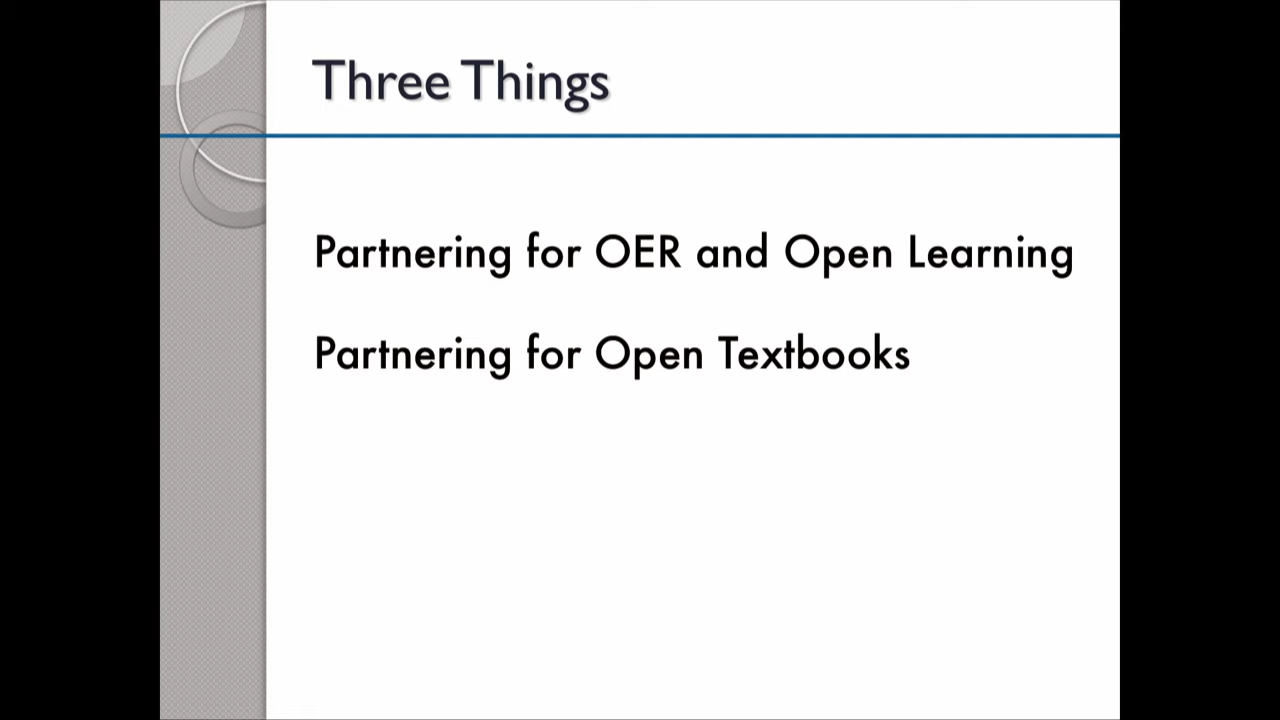 Three Things
Partnering for OER and Open Learning
Partnering for Open Textbooks